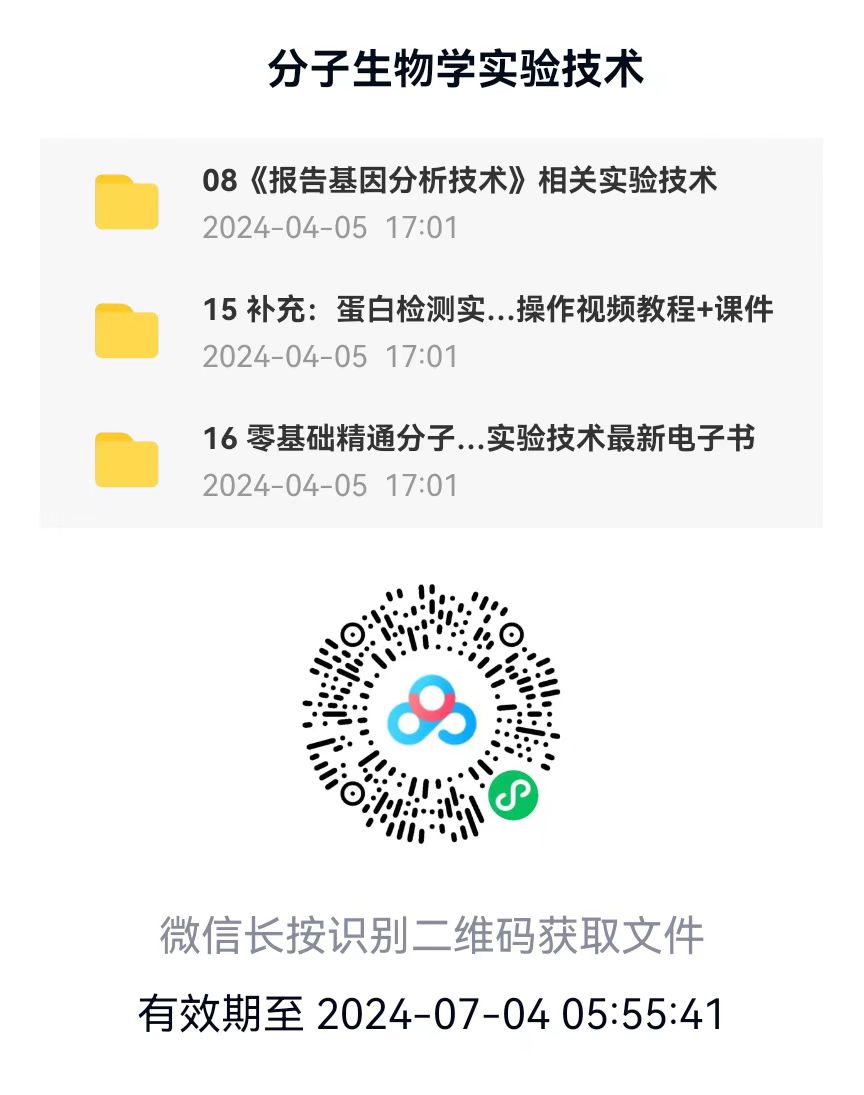 分子生物学实验技术
08《报告基因分析技术》相关实验技术
2024-04-05 17:01
15 补充：蛋白检测实...操作视频教程+课件
2024-04-05 17:01
16 零基础精通分子...实验技术最新电子书
2024-04-05 17:01
微信长按识别二维码获取文件
有效期至 2024-07-04 05:55:41